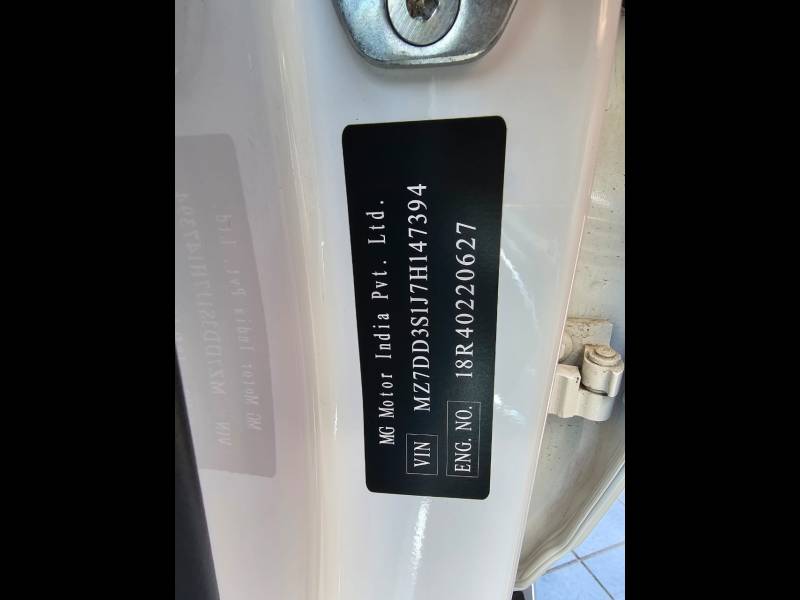 MG Motor India Pvt. Ltd.
VIN MZ7DD3S1J7H147394
ENG. NO. 18R40220627